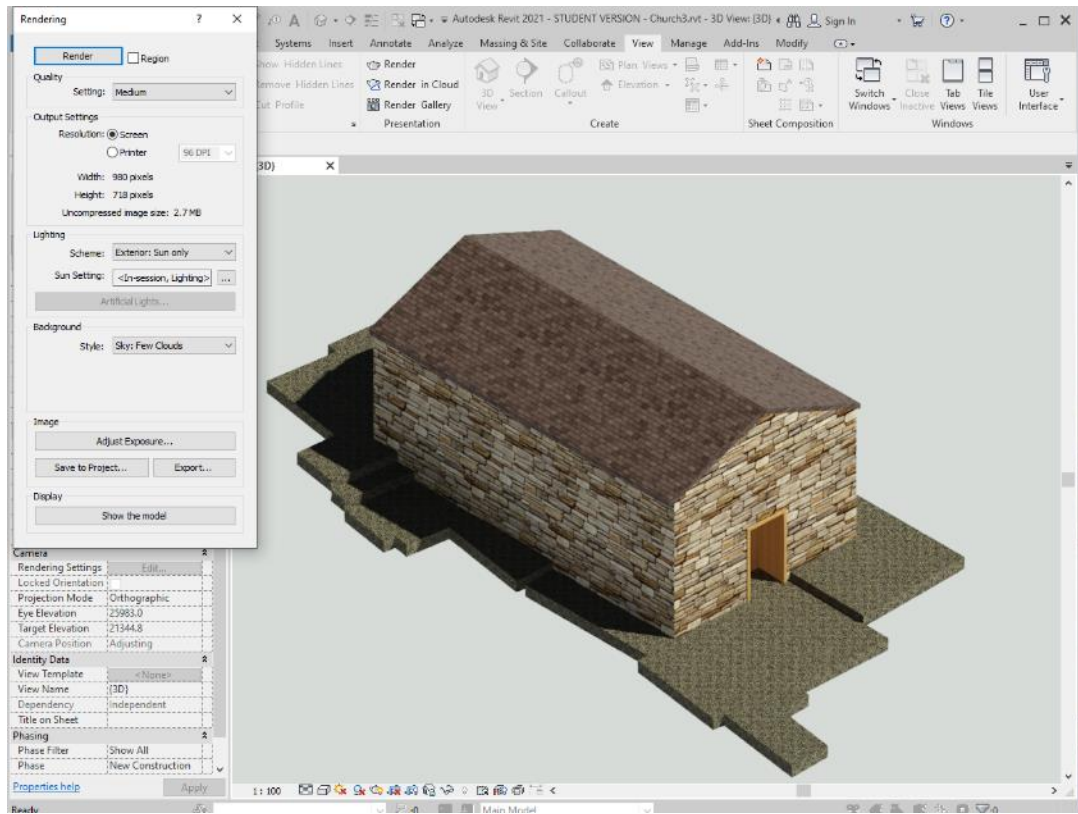 Rendering ? X
Autodesk Revit 2021 - STUDENT VERSION - Church3.rvt - 3D View: {3D}
Sign In
Systems Insert Annotate Analyze Massing & Site Collaborate View Manage Add-Ins Modify
Render
Region
Quality
Setting: Medium
Output Settings
Resolution: Screen
Printer 96 DPI
Width: 980 pixels
Height: 718 pixels
Uncompressed image size: 2.7 MB
Lighting
Scheme: Exterior: Sun only
Sun Setting: <In-session, Lighting> ...
Artificial Lights...
Background
Style: Sky: Few Clouds
Image
Adjust Exposure...
Save to Project... Export...
Display
Show the model
Hidden Lines
Hidden Lines
Cut Profile
Render
Render in Cloud
Render Gallery
Presentation
3D View
Section
Callout
Plan Views
Elevation
Create
Sheet Composition
Switch Windows
Close Inactive
Tab Views
Tile Views
User Interface
Windows
3D) X
Camera
Rendering Settings Edit...
Locked Orientation
Projection Mode Orthographic
Eye Elevation 25983.0
Target Elevation 21344.8
Camera Position Adjusting
Identity Data
View Template <None>
View Name {3D}
Dependency Independent
Title on Sheet
Phasing
Phase Filter Show All
Phase New Construction
Properties help Apply
1 : 100
Ready :0 Main Model :0